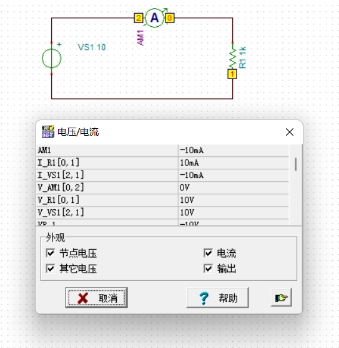 2 A 0
VS1 10
AM1
R1 1k
1
电压/电流
AM1 -10mA
I_R1[0,1] 10mA
I_VS1[2,1] -10mA
V_AM1[0,2] 0V
V_R1[0,1] 10V
V_VS1[2,1] 10V
VP_1 -10V
外观
节点电压 电流
其它电压 输出
取消 ? 帮助